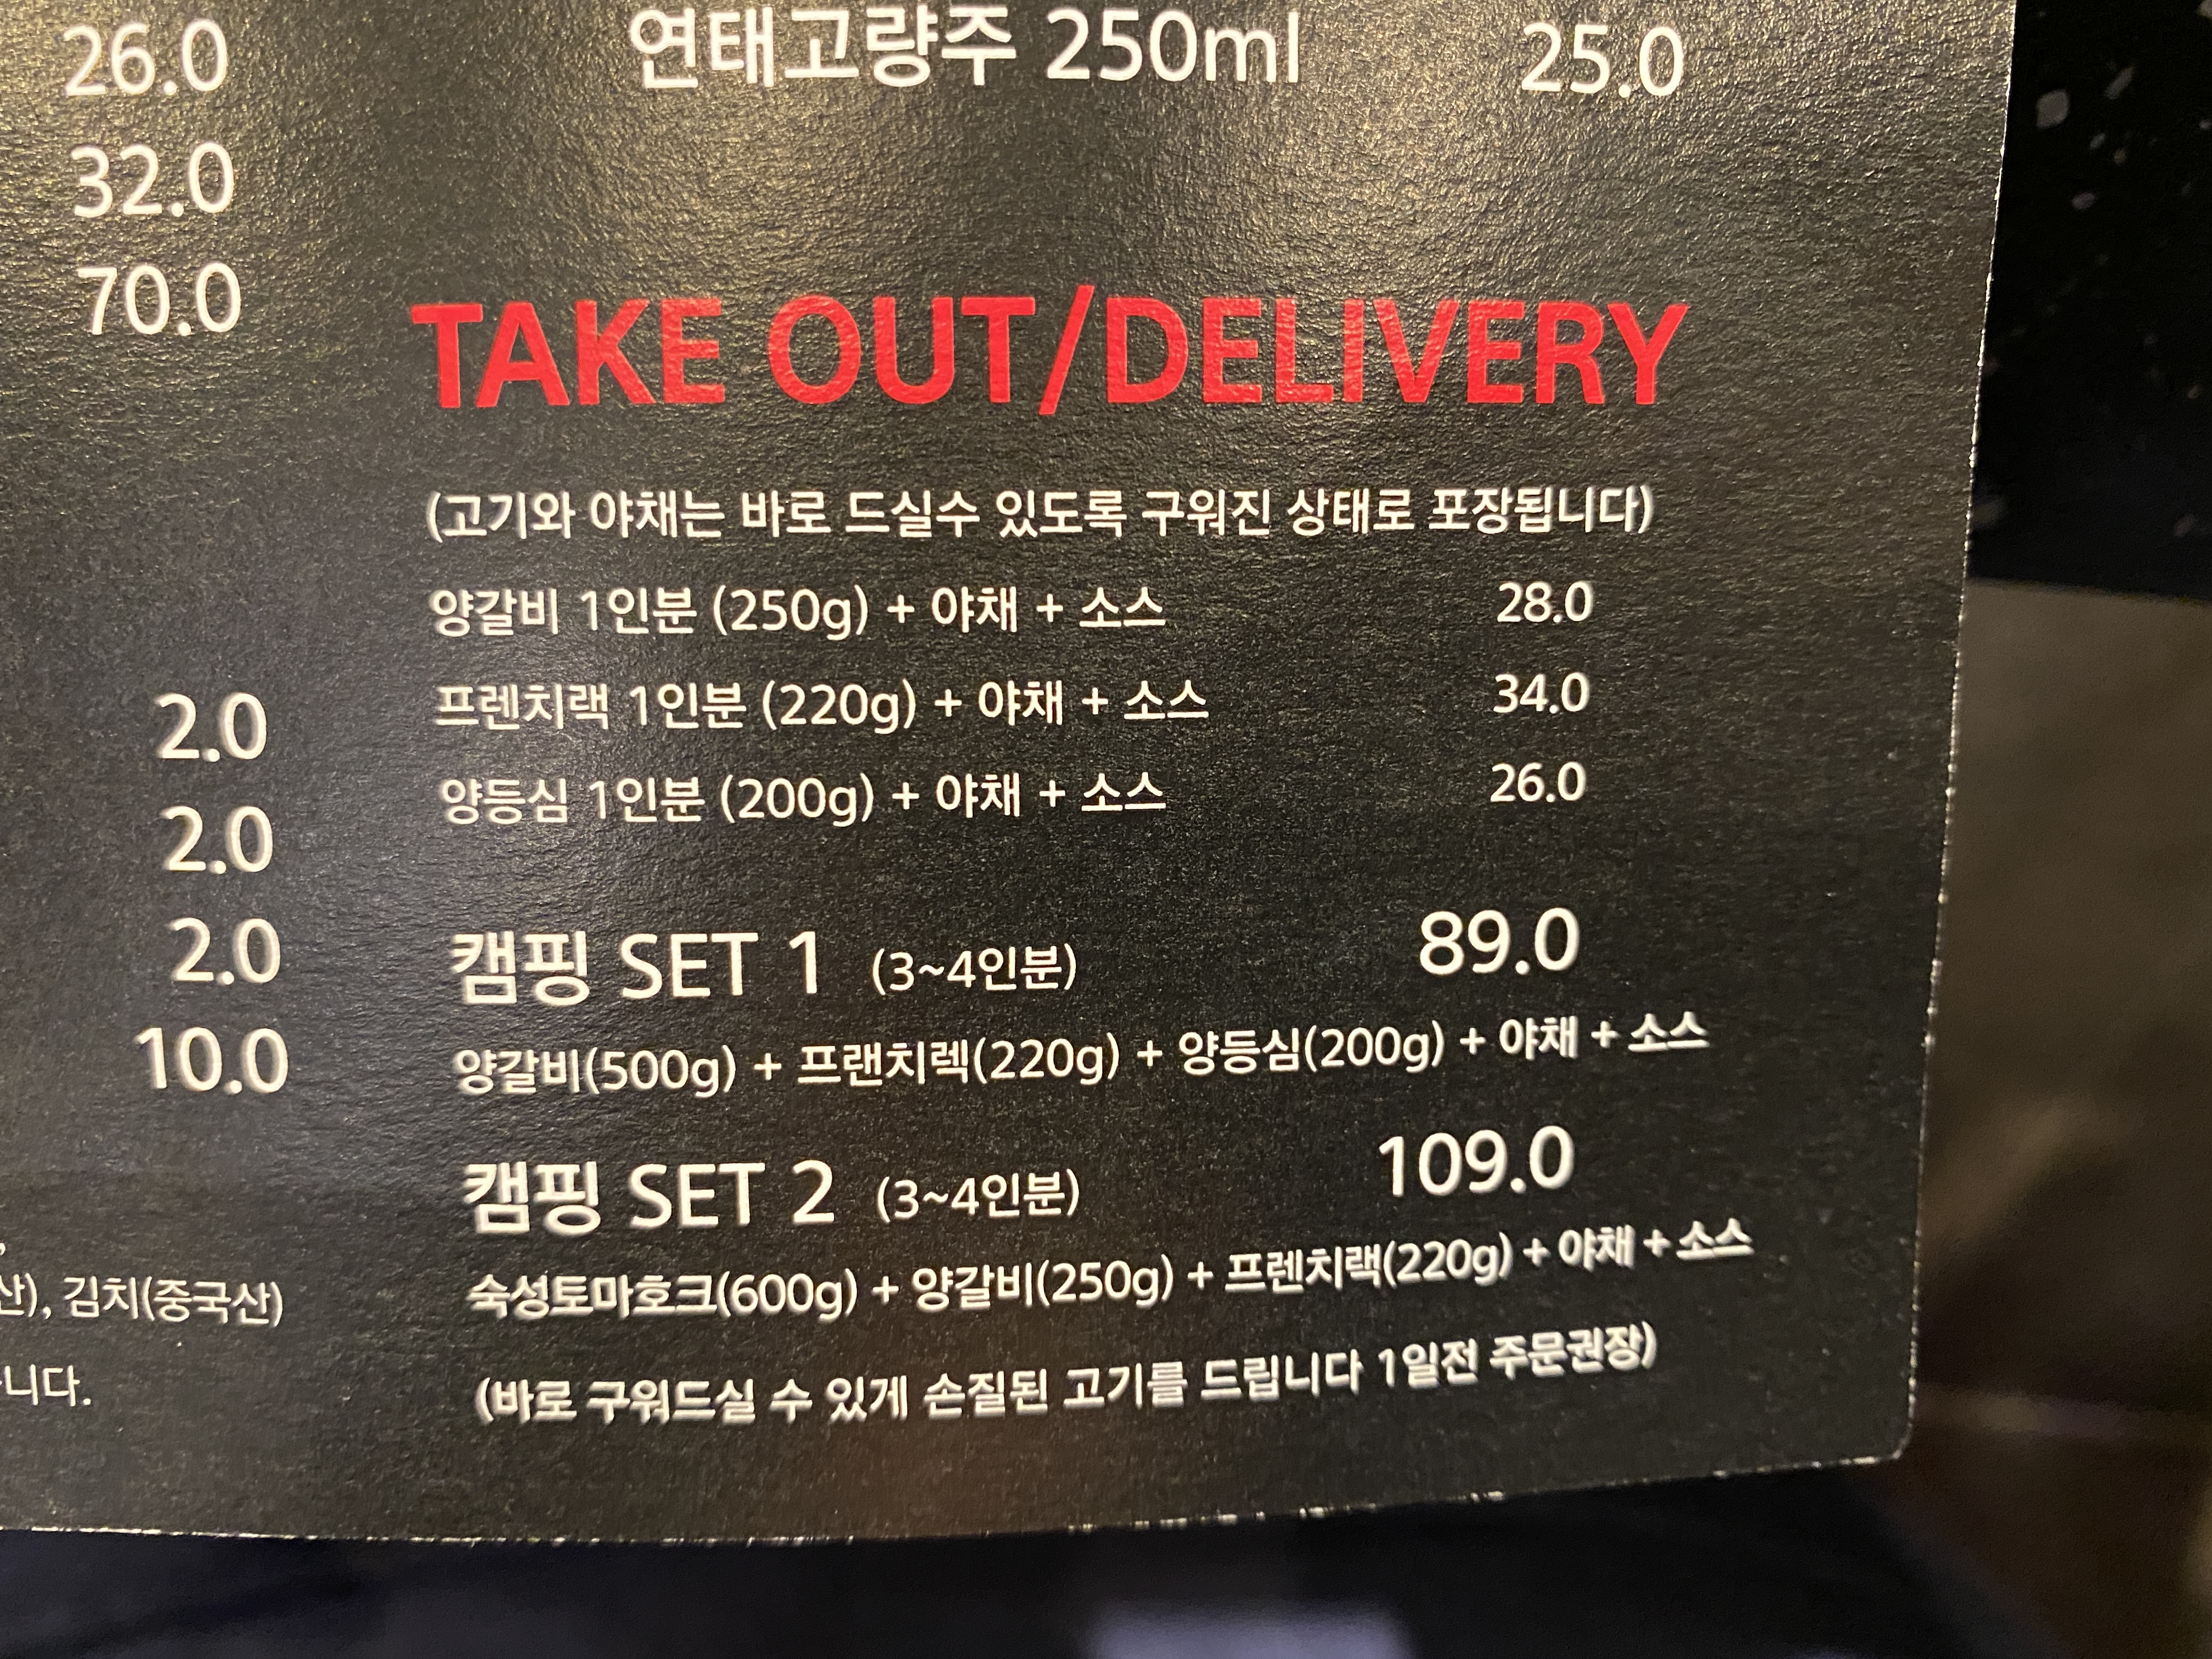 26.0
32.0
70.0
2.0
2.0
2.0
10.0
산), 김치(중국산)
니다.
연태고량주 250ml 25.0
TAKE OUT/DELIVERY
(고기와 야채는 바로 드실수 있도록 구워진 상태로 포장됩니다)
양갈비 1인분 (250g) + 야채 + 소스 28.0
프렌치랙 1인분 (220g) + 야채 + 소스 34.0
양등심 1인분 (200g) + 야채 + 소스 26.0
캠핑 SET 1 (3~4인분) 89.0
양갈비(500g) + 프랜치렉(220g) + 양등심(200g) + 야채 + 소스
캠핑 SET 2 (3~4인분) 109.0
숙성토마호크(600g) + 양갈비(250g) + 프렌치랙(220g) + 야채 + 소스
(바로 구워드실 수 있게 손질된 고기를 드립니다 1일전 주문권장)